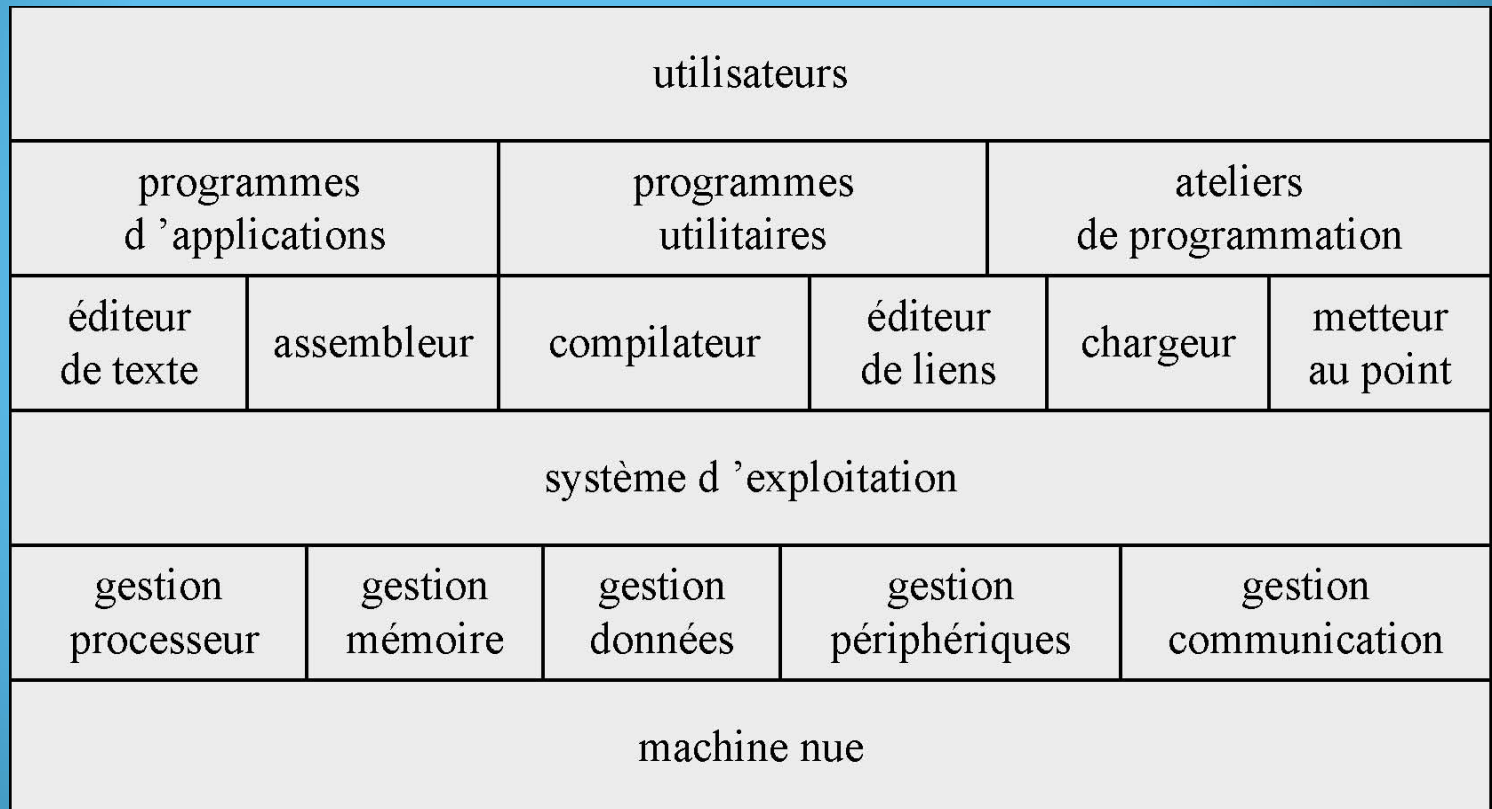 utilisateurs
programmes
d ’applications
programmes
utilitaires
ateliers
de programmation
éditeur
de texte
assembleur
compilateur
éditeur
de liens
chargeur
metteur
au point
système d ’exploitation
gestion
processeur
gestion
mémoire
gestion
données
gestion
périphériques
gestion
communication
machine nue